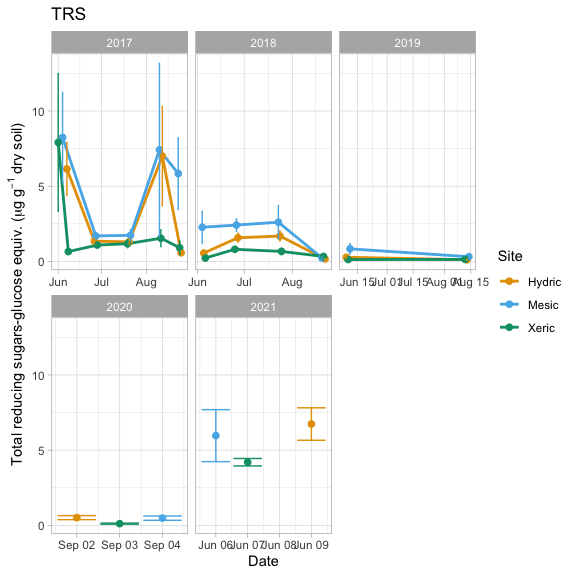 TRS
2017 2018 2019
10
5
0
Jun Jul Aug Jun Jul Aug Jun 15 Jul 01 Jul 15 Aug 01 Aug 15
Total reducing sugars-glucose equiv. (µg g⁻¹ dry soil)
Site
Hydric
Mesic
Xeric
2020 2021
10
5
0
Sep 02 Sep 03 Sep 04 Jun 06 Jun 07 Jun 08 Jun 09
Date